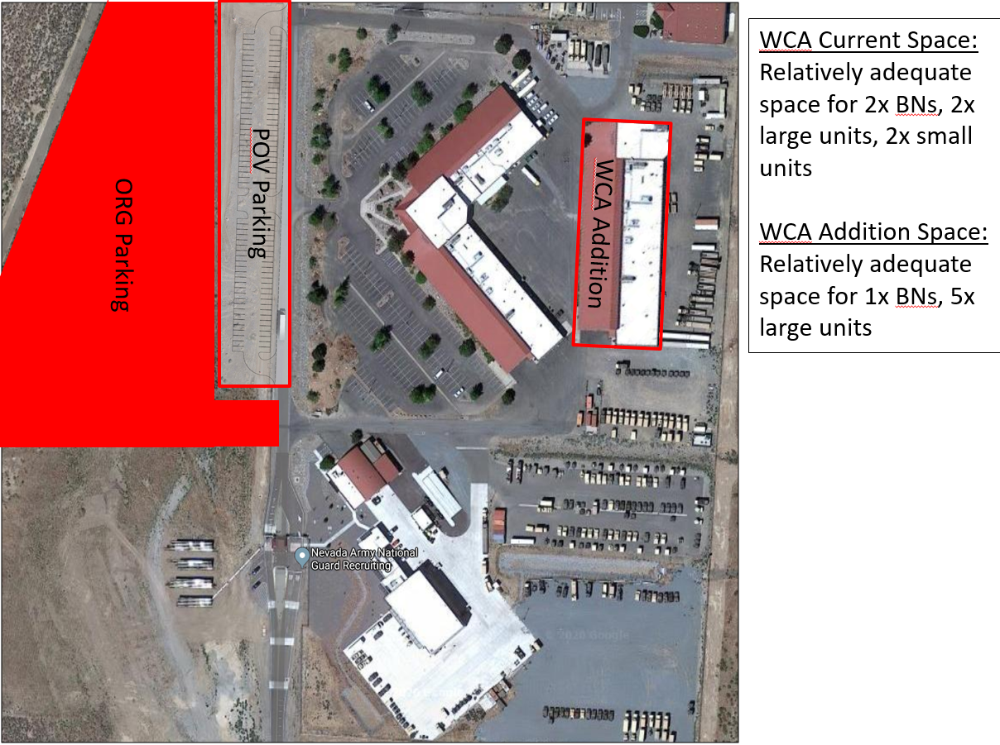 ORG Parking
POV Parking
WCA Addition
Nevada Army National
Guard Recruiting
© 2020 Google
WCA Current Space:
Relatively adequate
space for 2x BNs, 2x
large units, 2x small
units
WCA Addition Space:
Relatively adequate
space for 1x BNs, 5x
large units